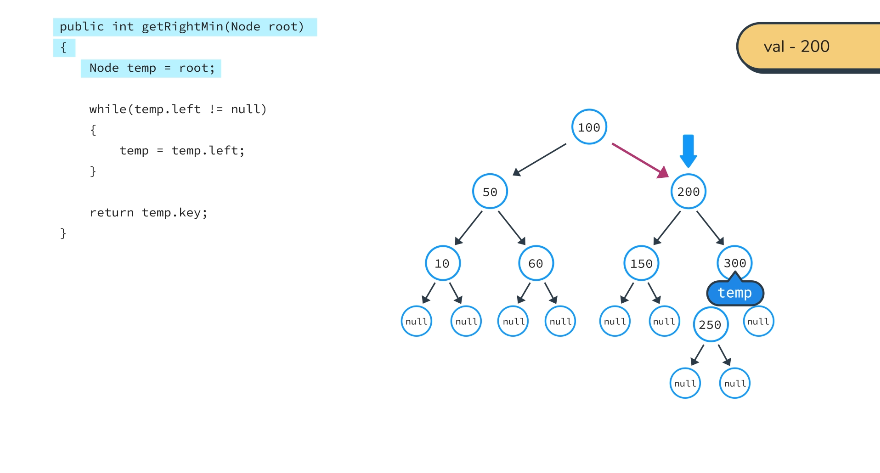 public int getRightMin(Node root)
{
Node temp = root;
while(temp.left != null)
{
temp = temp.left;
}
return temp.key;
}
val - 200
100
50
200
10
60
150
300
temp
null
null
null
null
null
null
250
null
null
null